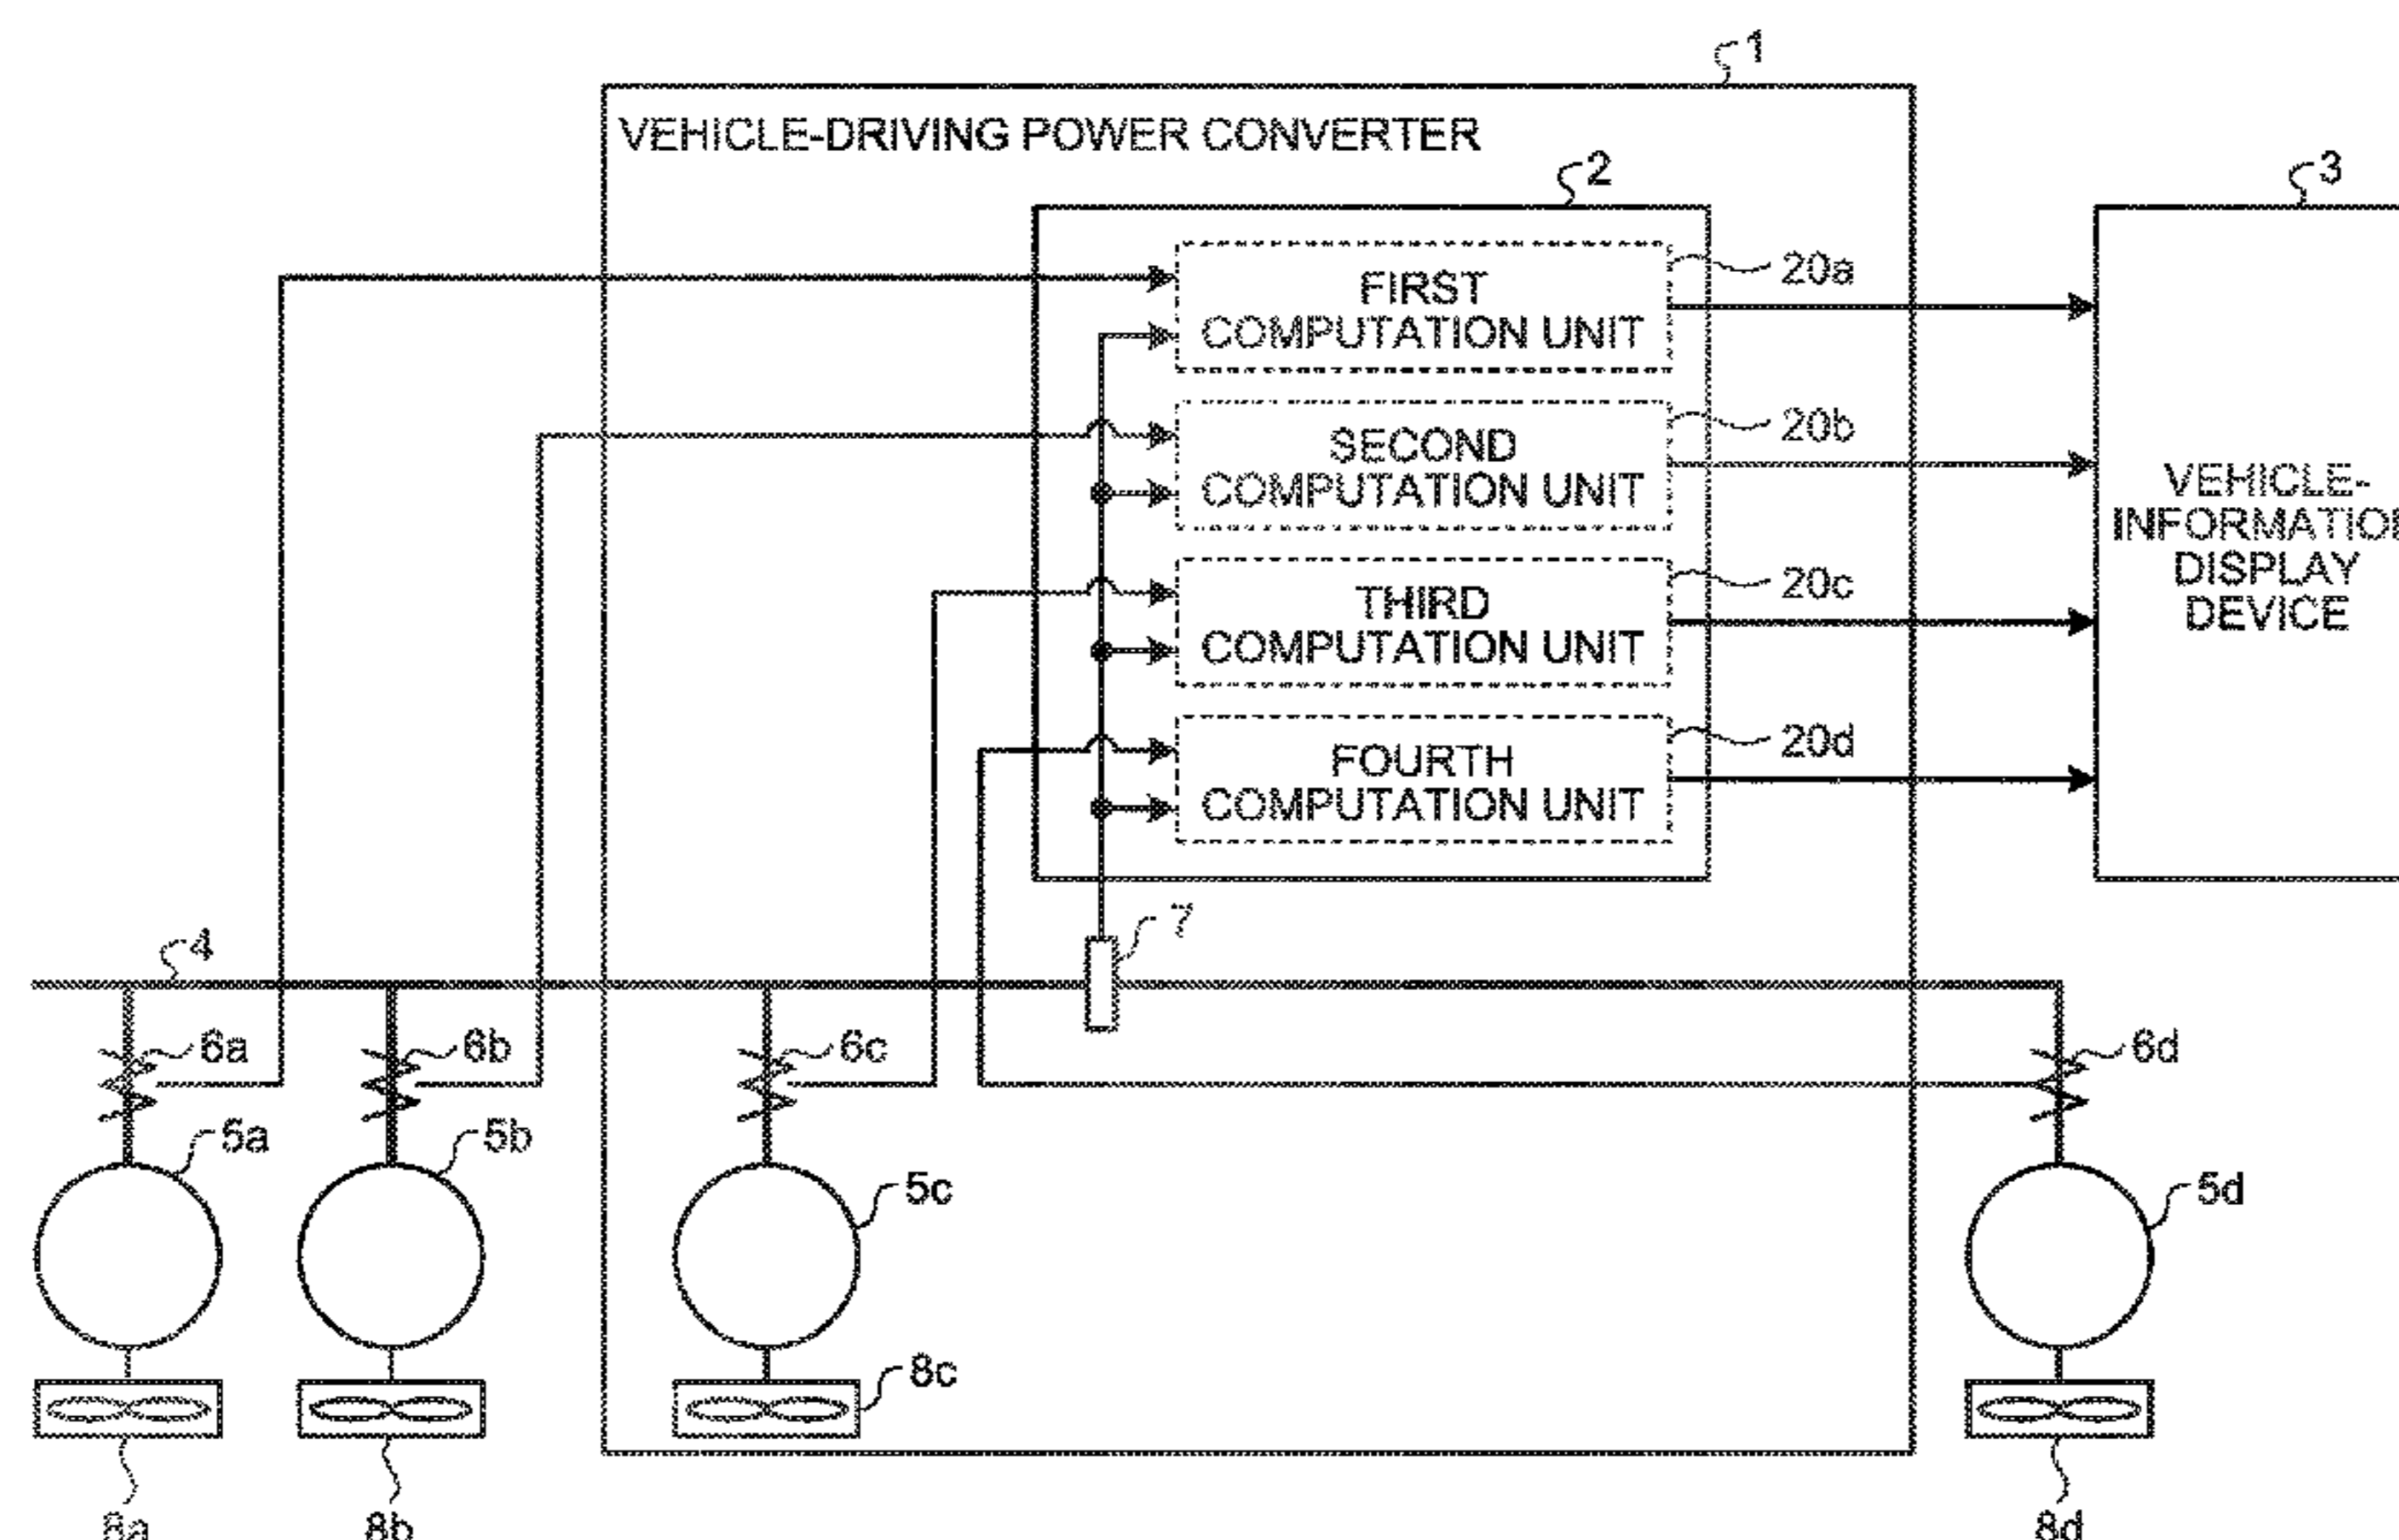 1
VEHICLE-DRIVING POWER CONVERTER
2
3
FIRST
COMPUTATION UNIT
20a
SECOND
COMPUTATION UNIT
20b
THIRD
COMPUTATION UNIT
20c
FOURTH
COMPUTATION UNIT
20d
VEHICLE-
INFORMATIO
DISPLAY
DEVICE
7
4
6a
6b
6c
6d
5a
5b
5c
5d
8c
8a
8b
8d